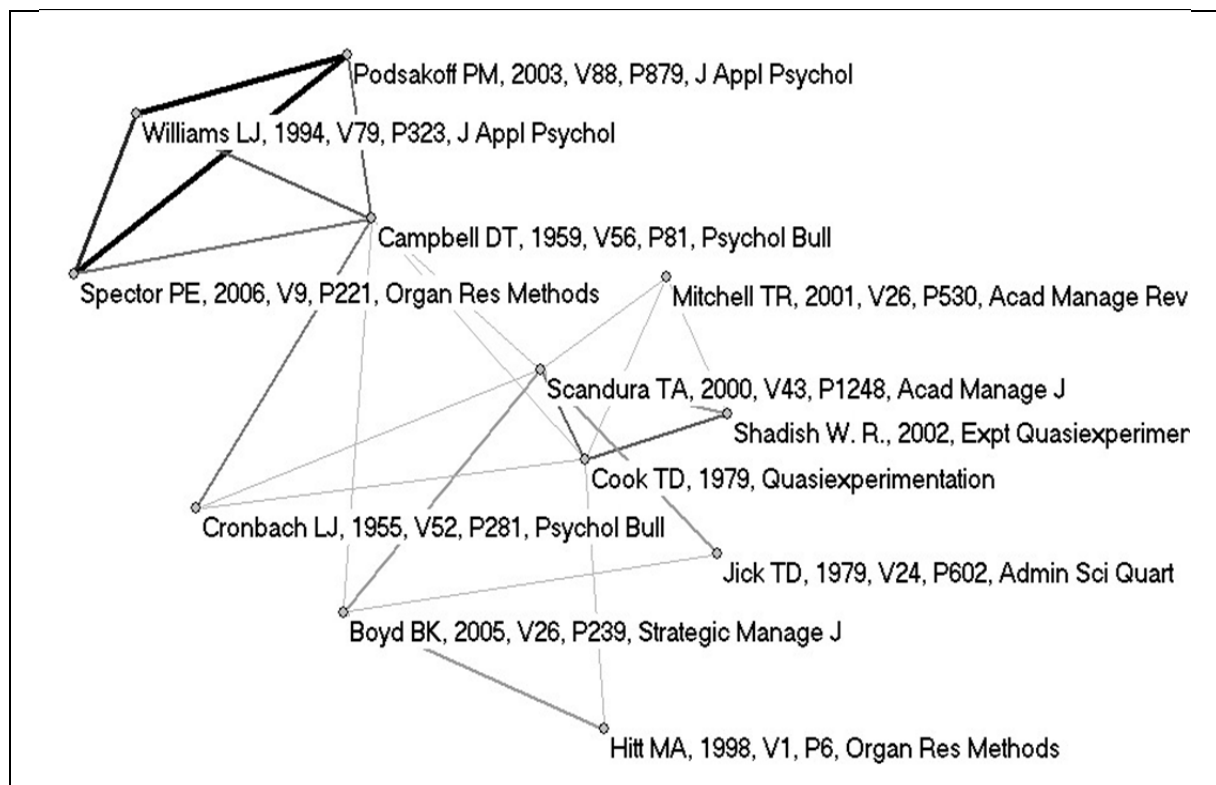 Podsakoff PM, 2003, V88, P879, J Appl Psychol
Williams LJ, 1994, V79, P323, J Appl Psychol
Campbell DT, 1959, V56, P81, Psychol Bull
Spector PE, 2006, V9, P221, Organ Res Methods
Mitchell TR, 2001, V26, P530, Acad Manage Rev
Scandura TA, 2000, V43, P1248, Acad Manage J
Shadish W. R., 2002, Expt Quasiexperimer
Cook TD, 1979, Quasiexperimentation
Cronbach LJ, 1955, V52, P281, Psychol Bull
Jick TD, 1979, V24, P602, Admin Sci Quart
Boyd BK, 2005, V26, P239, Strategic Manage J
Hitt MA, 1998, V1, P6, Organ Res Methods